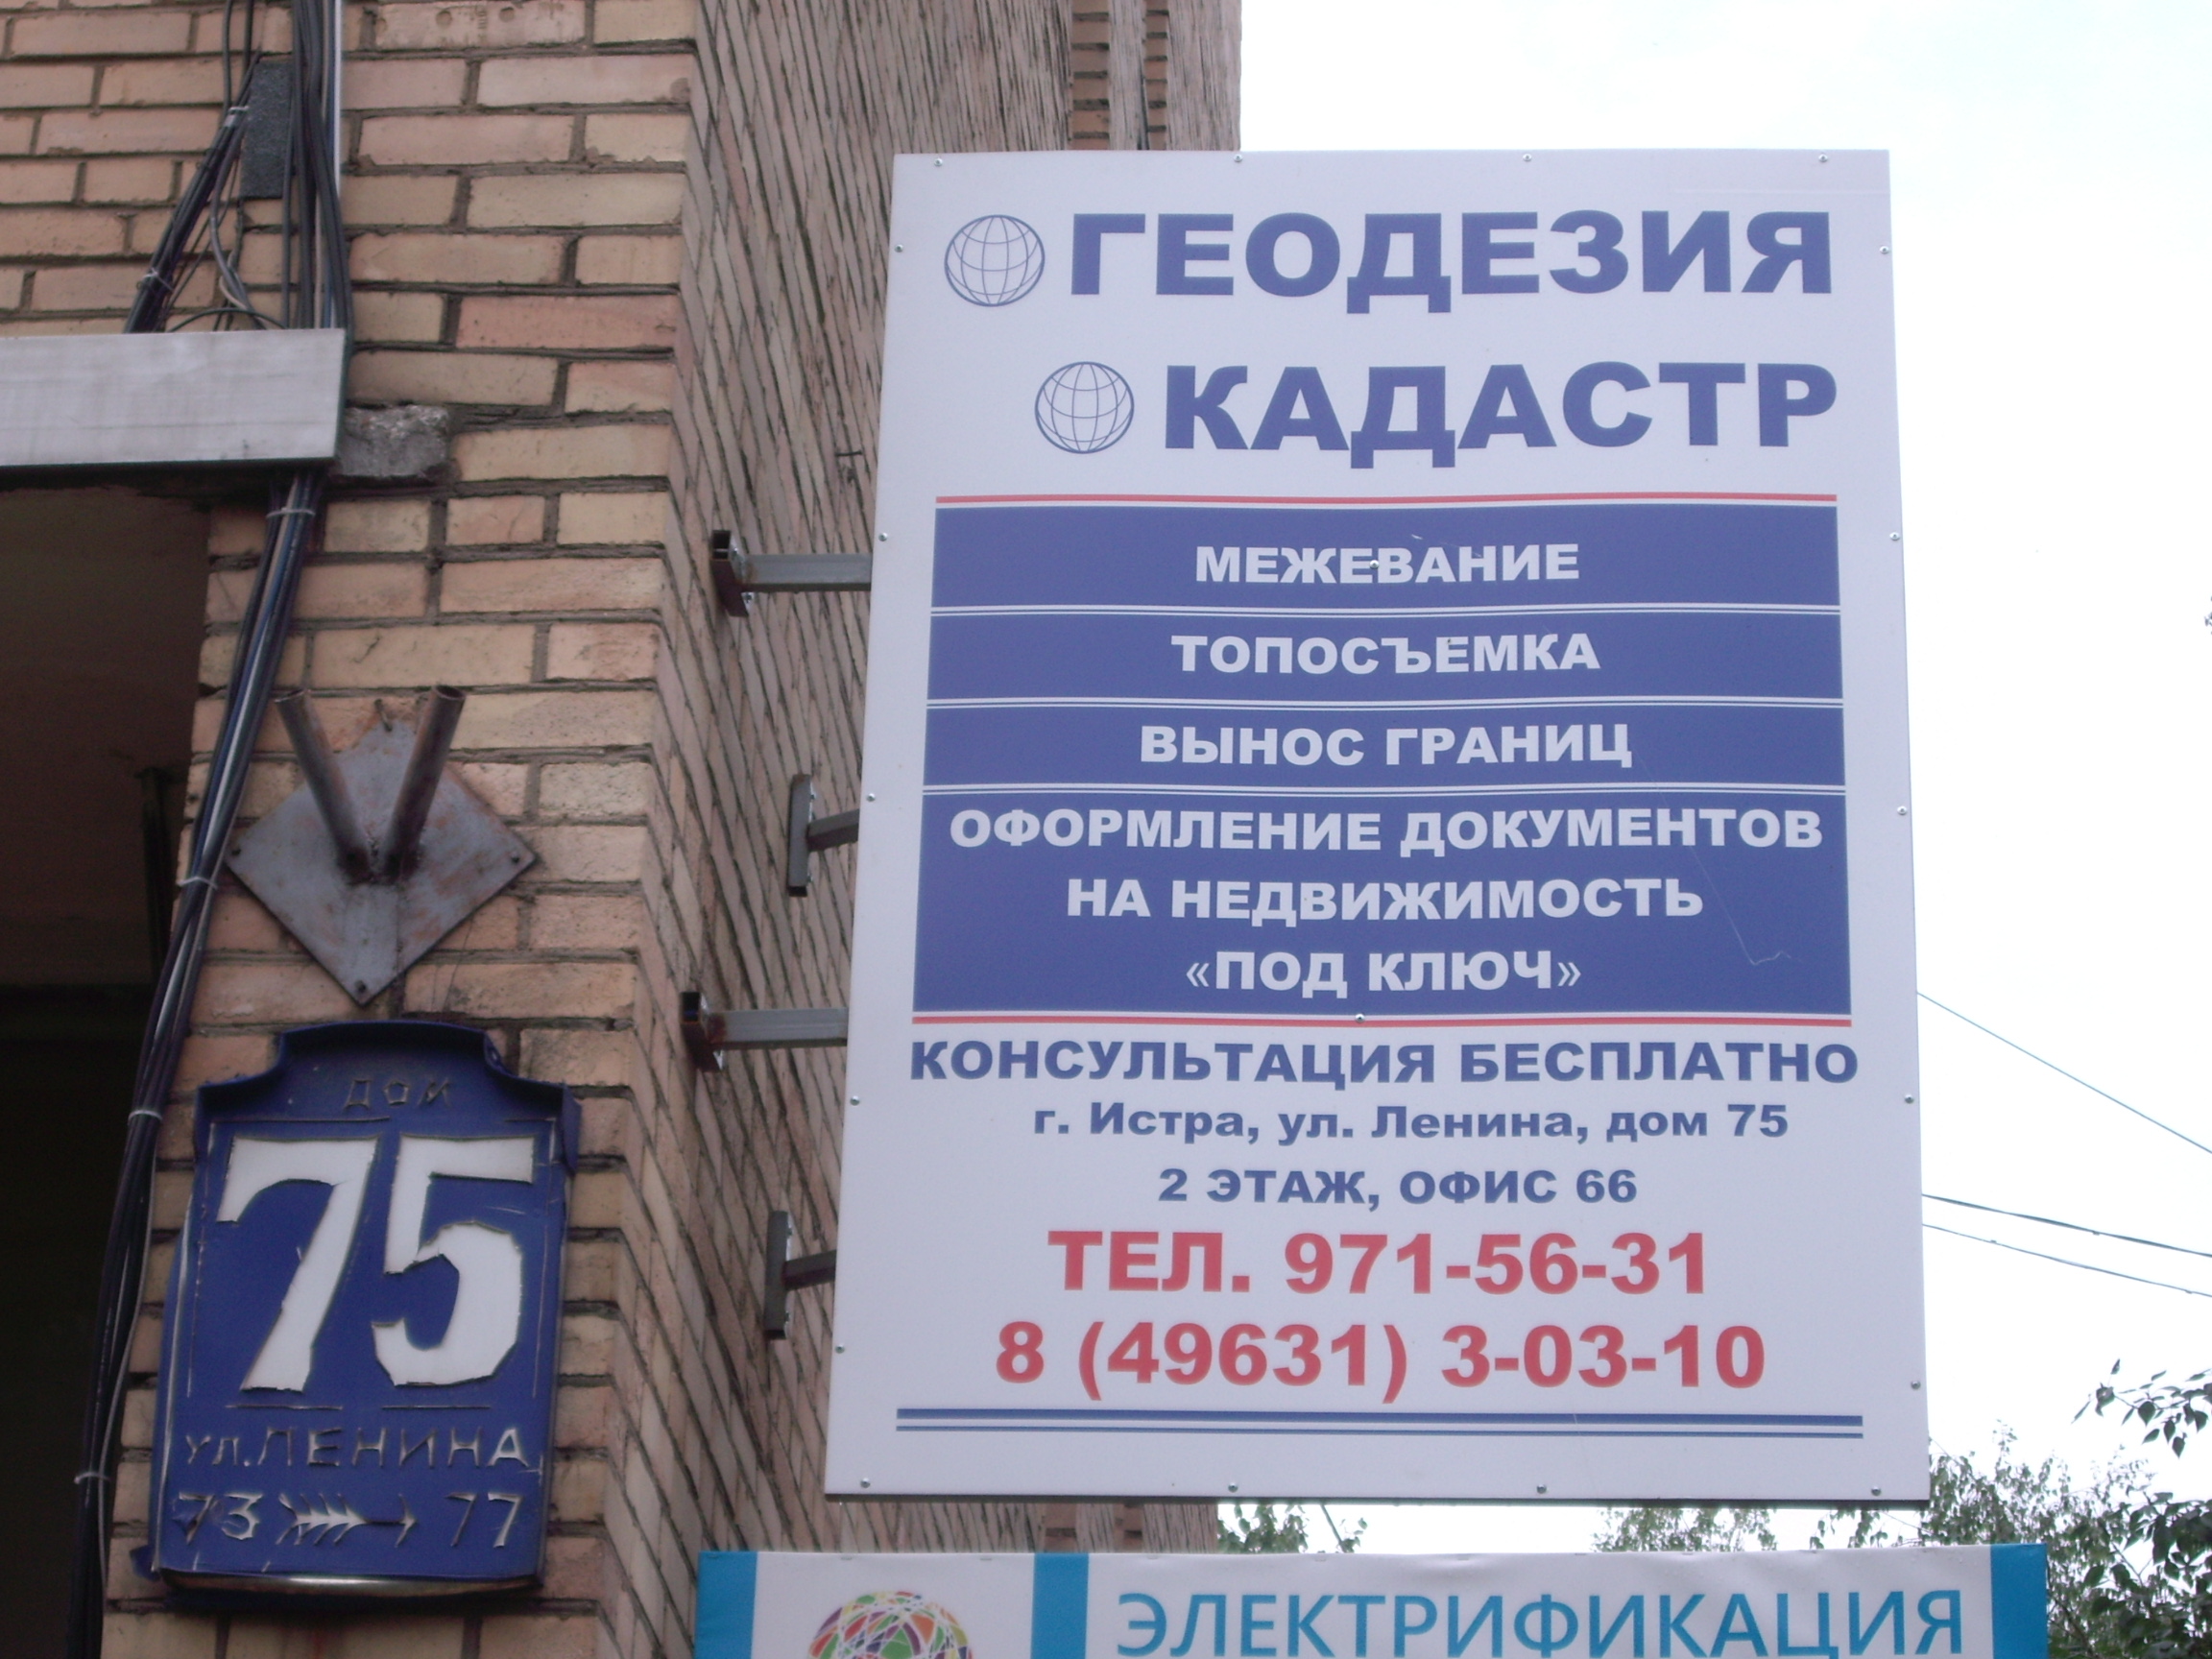 ГЕОДЕЗИЯ
КАДАСТР
МЕЖЕВАНИЕ
ТОПОСЪЕМКА
ВЫНОС ГРАНИЦ
ОФОРМЛЕНИЕ ДОКУМЕНТОВ
НА НЕДВИЖИМОСТЬ
«ПОД КЛЮЧ»
КОНСУЛЬТАЦИЯ БЕСПЛАТНО
г. Истра, ул. Ленина, дом 75
2 ЭТАЖ, ОФИС 66
ТЕЛ. 971-56-31
8 (49631) 3-03-10
ДОМ
75
УЛ. ЛЕНИНА
73 77
ЭЛЕКТРИФИКАЦИЯ